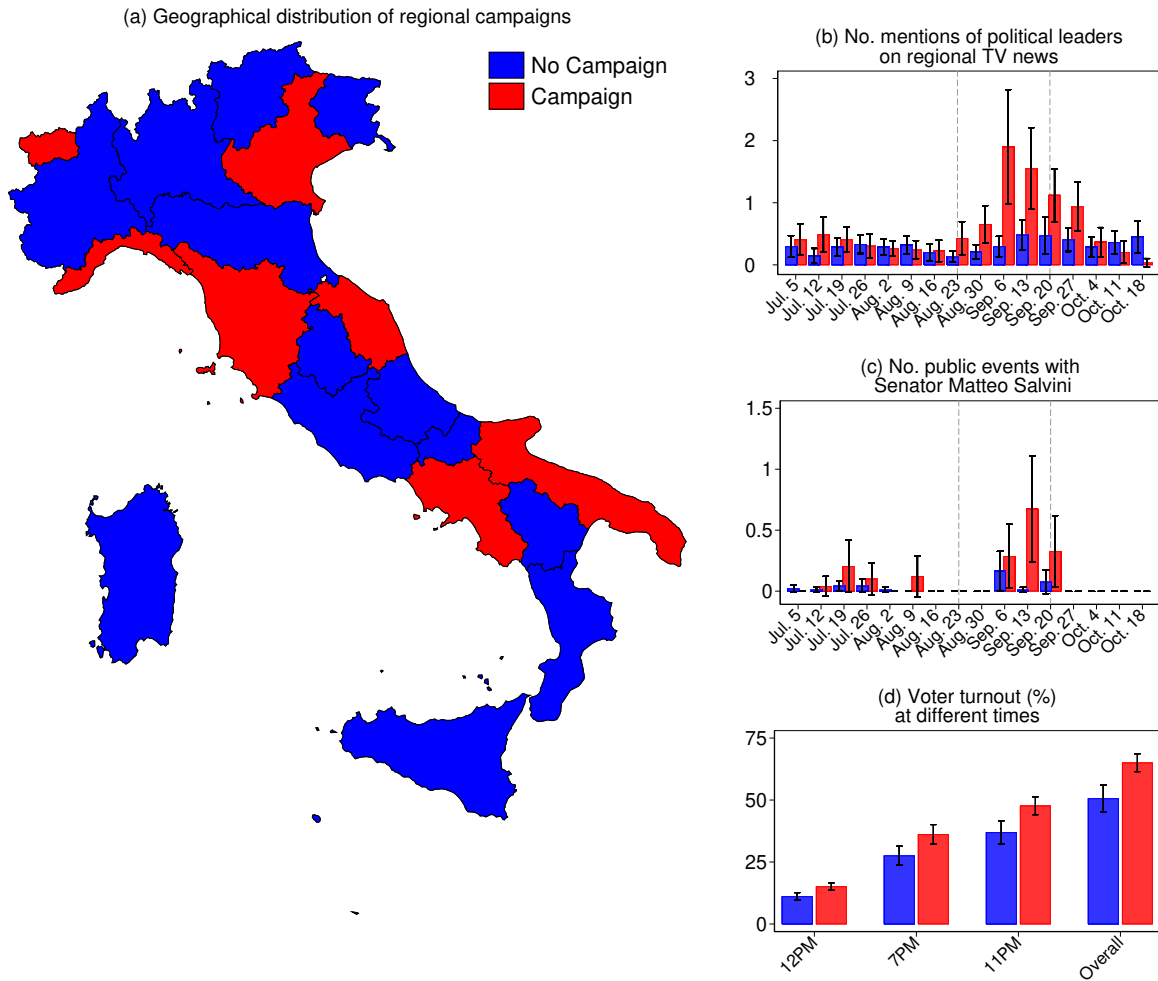 (a) Geographical distribution of regional campaigns
No Campaign
Campaign
(b) No. mentions of political leaders
on regional TV news
3
2
1
0
Jul. 5
Jul. 12
Jul. 19
Jul. 26
Aug. 2
Aug. 9
Aug. 16
Aug. 23
Aug. 30
Sep. 6
Sep. 13
Sep. 20
Sep. 27
Oct. 4
Oct. 11
Oct. 18
(c) No. public events with
Senator Matteo Salvini
1.5
1
0.5
0
Jul. 5
Jul. 12
Jul. 19
Jul. 26
Aug. 2
Aug. 9
Aug. 16
Aug. 23
Aug. 30
Sep. 6
Sep. 13
Sep. 20
Sep. 27
Oct. 4
Oct. 11
Oct. 18
(d) Voter turnout (%)
at different times
75
50
25
0
12PM
7PM
11PM
Overall